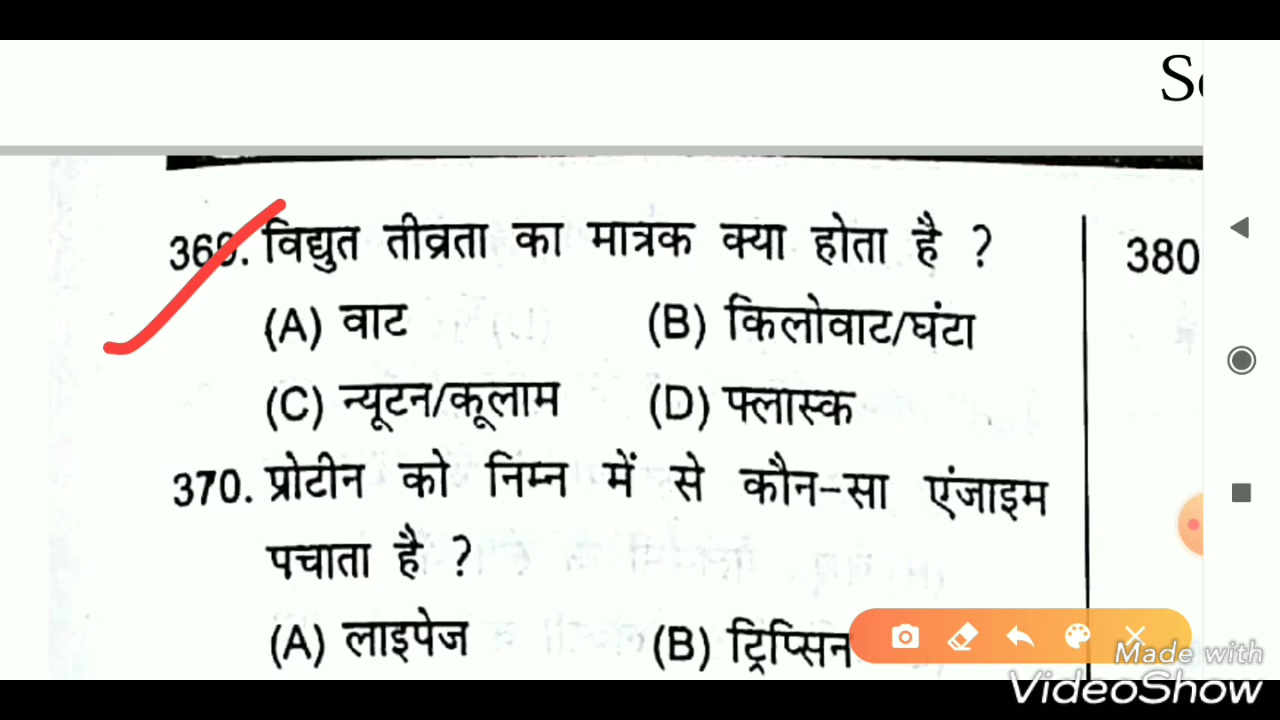 369. विद्युत तीव्रता का मात्रक क्या होता है ?
380
(A) वाट (B) किलोवाट/घंटा
(C) न्यूटन/कूलाम (D) फ्लास्क
370. प्रोटीन को निम्न में से कौन-सा एंजाइम
पचाता है ?
(A) लाइपेज (B) ट्रिप्सिन
Made with
VideoShow